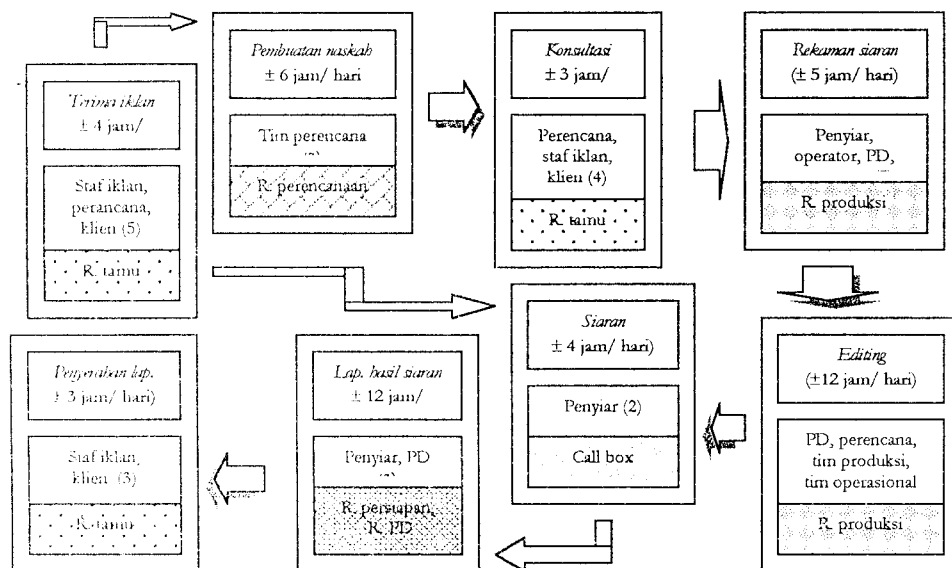 Terima iklan
± 4 jam/
Staf iklan,
perancana,
klien (5)
R. tamu
Pembuatan naskah
± 6 jam/ hari
Tim perencana
R. perencanaan
Konsultasi
± 3 jam/
Perencana,
staf iklan,
klien (4)
R. tamu
Rekaman siaran
(± 5 jam/ hari)
Penyiar,
operator, PD,
R. produksi
Editing
(±12 jam/ hari)
PD, perencana,
tim produksi,
tim operasional
R. produksi
Siaran
± 4 jam/ hari)
Penyiar (2)
Call box
Lap. hasil siaran
± 12 jam/
Penyiar, PD
R. persiapan,
R. PD
Penyerahan lap.
± 3 jam/ hari)
Staf iklan,
klien (3)
R. tamu